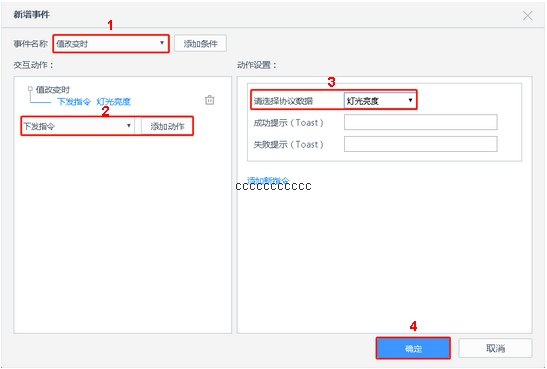 新增事件
1
事件名称 值改变时 添加条件
交互动作： 动作设置：
3
值改变时
下发指令 灯光亮度
请选择协议数据 灯光亮度
2
下发指令 添加动作
成功提示（Toast）
失败提示（Toast）
添加新指令
ccccccccccc
4
确定 取消